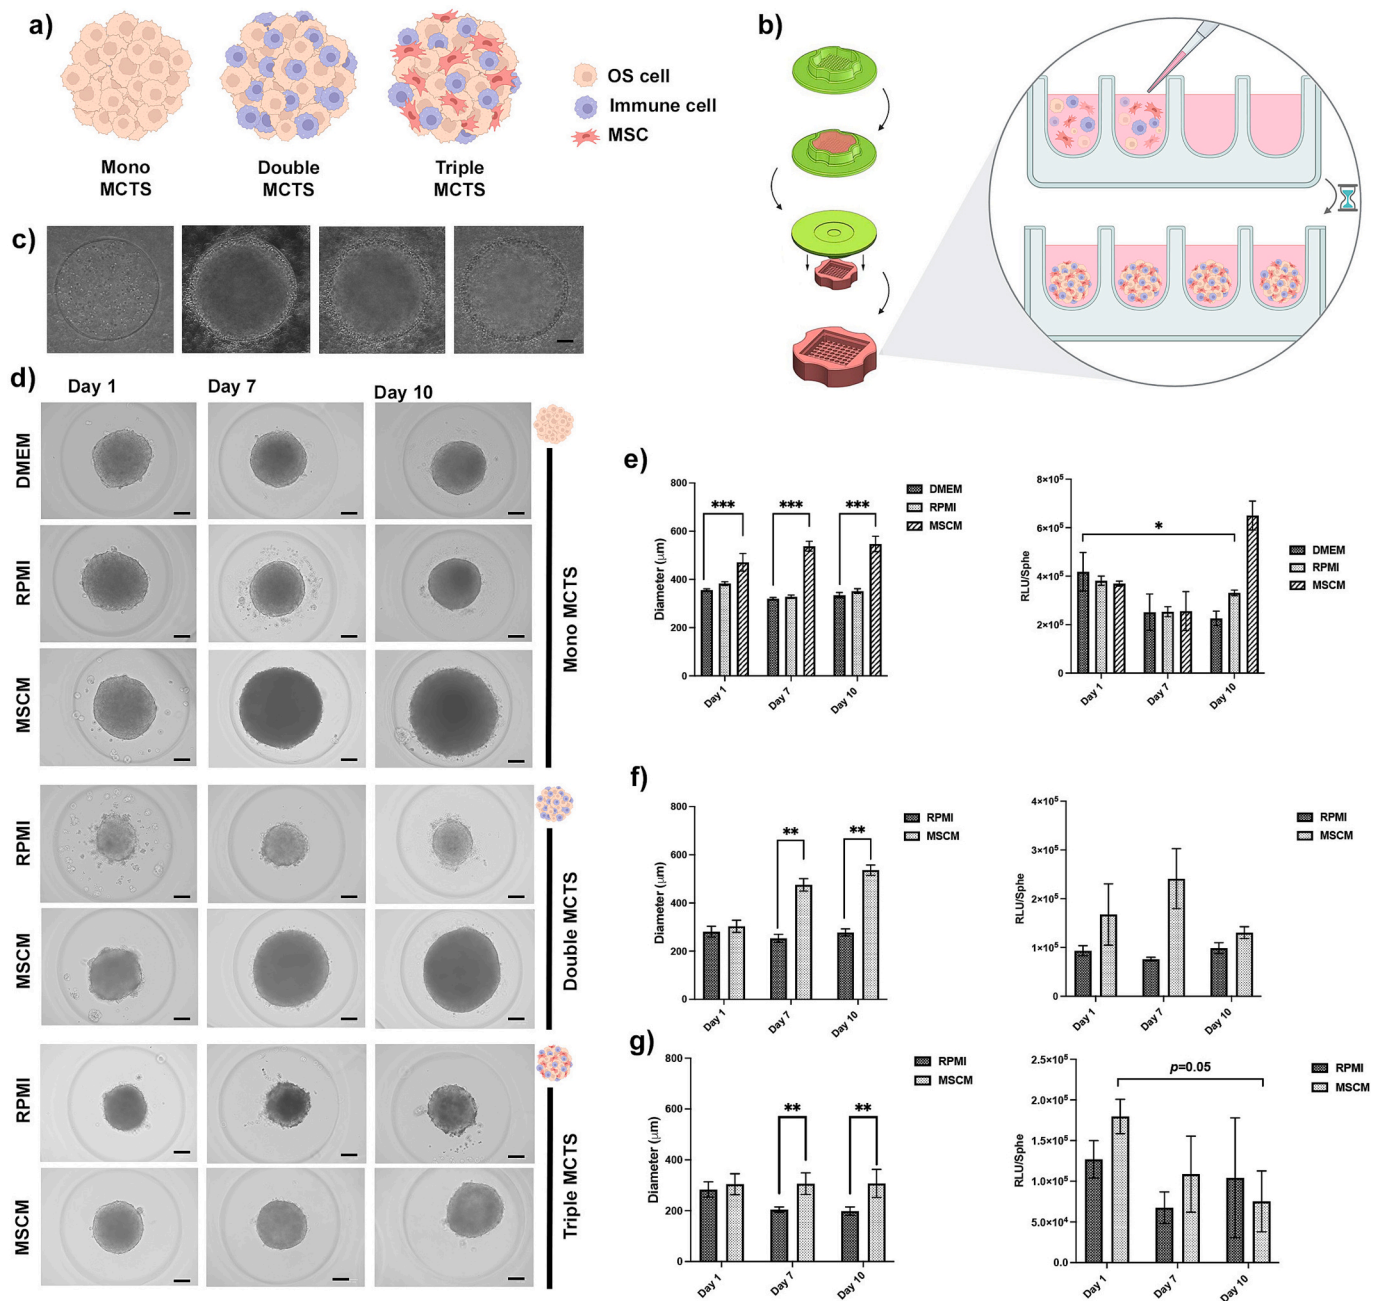 a)
Mono
MCTS
Double
MCTS
Triple
MCTS
OS cell
Immune cell
MSC
b)
c)
d)
Day 1
Day 7
Day 10
DMEM
RPMI
MSCM
Mono MCTS
RPMI
MSCM
Double MCTS
RPMI
MSCM
Triple MCTS
e)
Diameter (μm)
800
600
400
200
0
***
***
***
Day 1
Day 7
Day 10
DMEM
RPMI
MSCM
RLU/Sphe
8×10⁵
6×10⁵
4×10⁵
2×10⁵
0
*
Day 1
Day 7
Day 10
DMEM
RPMI
MSCM
f)
Diameter (μm)
800
600
400
200
0
**
**
Day 1
Day 7
Day 10
RPMI
MSCM
RLU/Sphe
4×10⁵
3×10⁵
2×10⁵
1×10⁵
0
Day 1
Day 7
Day 10
RPMI
MSCM
g)
Diameter (μm)
800
600
400
200
0
**
**
Day 1
Day 7
Day 10
RPMI
MSCM
RLU/Sphe
2.5×10⁵
2.0×10⁵
1.5×10⁵
1.0×10⁵
5.0×10⁴
0.0
p=0.05
Day 1
Day 7
Day 10
RPMI
MSCM